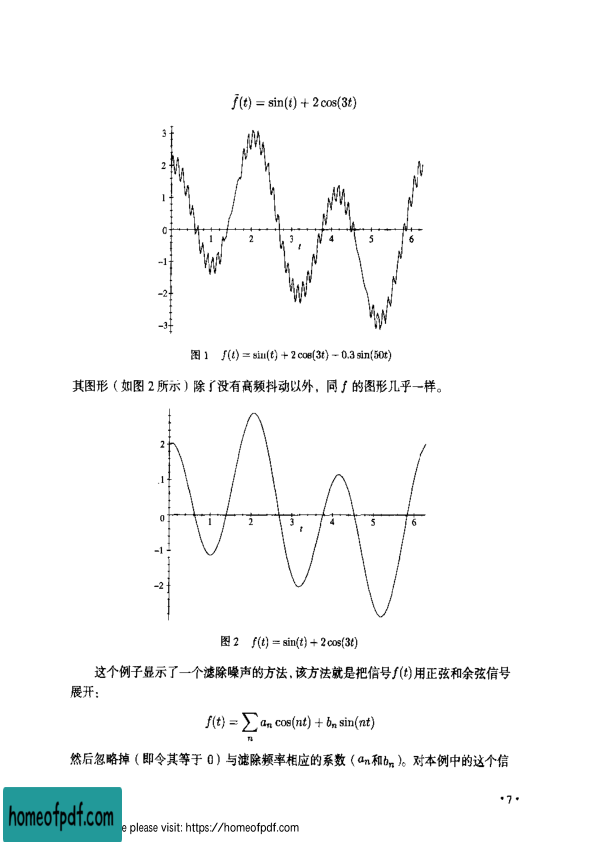 f̃(t) = sin(t) + 2 cos(3t)
3
2
1
0
1 2 3 4 5 6
t
-1
-2
-3
图 1 f(t) = sin(t) + 2 cos(3t) - 0.3 sin(50t)
其图形（如图 2 所示）除了没有高频抖动以外，同 f 的图形几乎一样。
2
1
0
1 2 3 4 5 6
t
-1
-2
图 2 f(t) = sin(t) + 2 cos(3t)
这个例子显示了一个滤除噪声的方法，该方法就是把信号f(t)用正弦和余弦信号
展开：
f(t) = ∑ aₙ cos(nt) + bₙ sin(nt)
n
然后忽略掉（即令其等于 0）与滤除频率相应的系数（aₙ和bₙ）。对本例中的这个信
• 7 •
homeofpdf.com
e please visit: https://homeofpdf.com